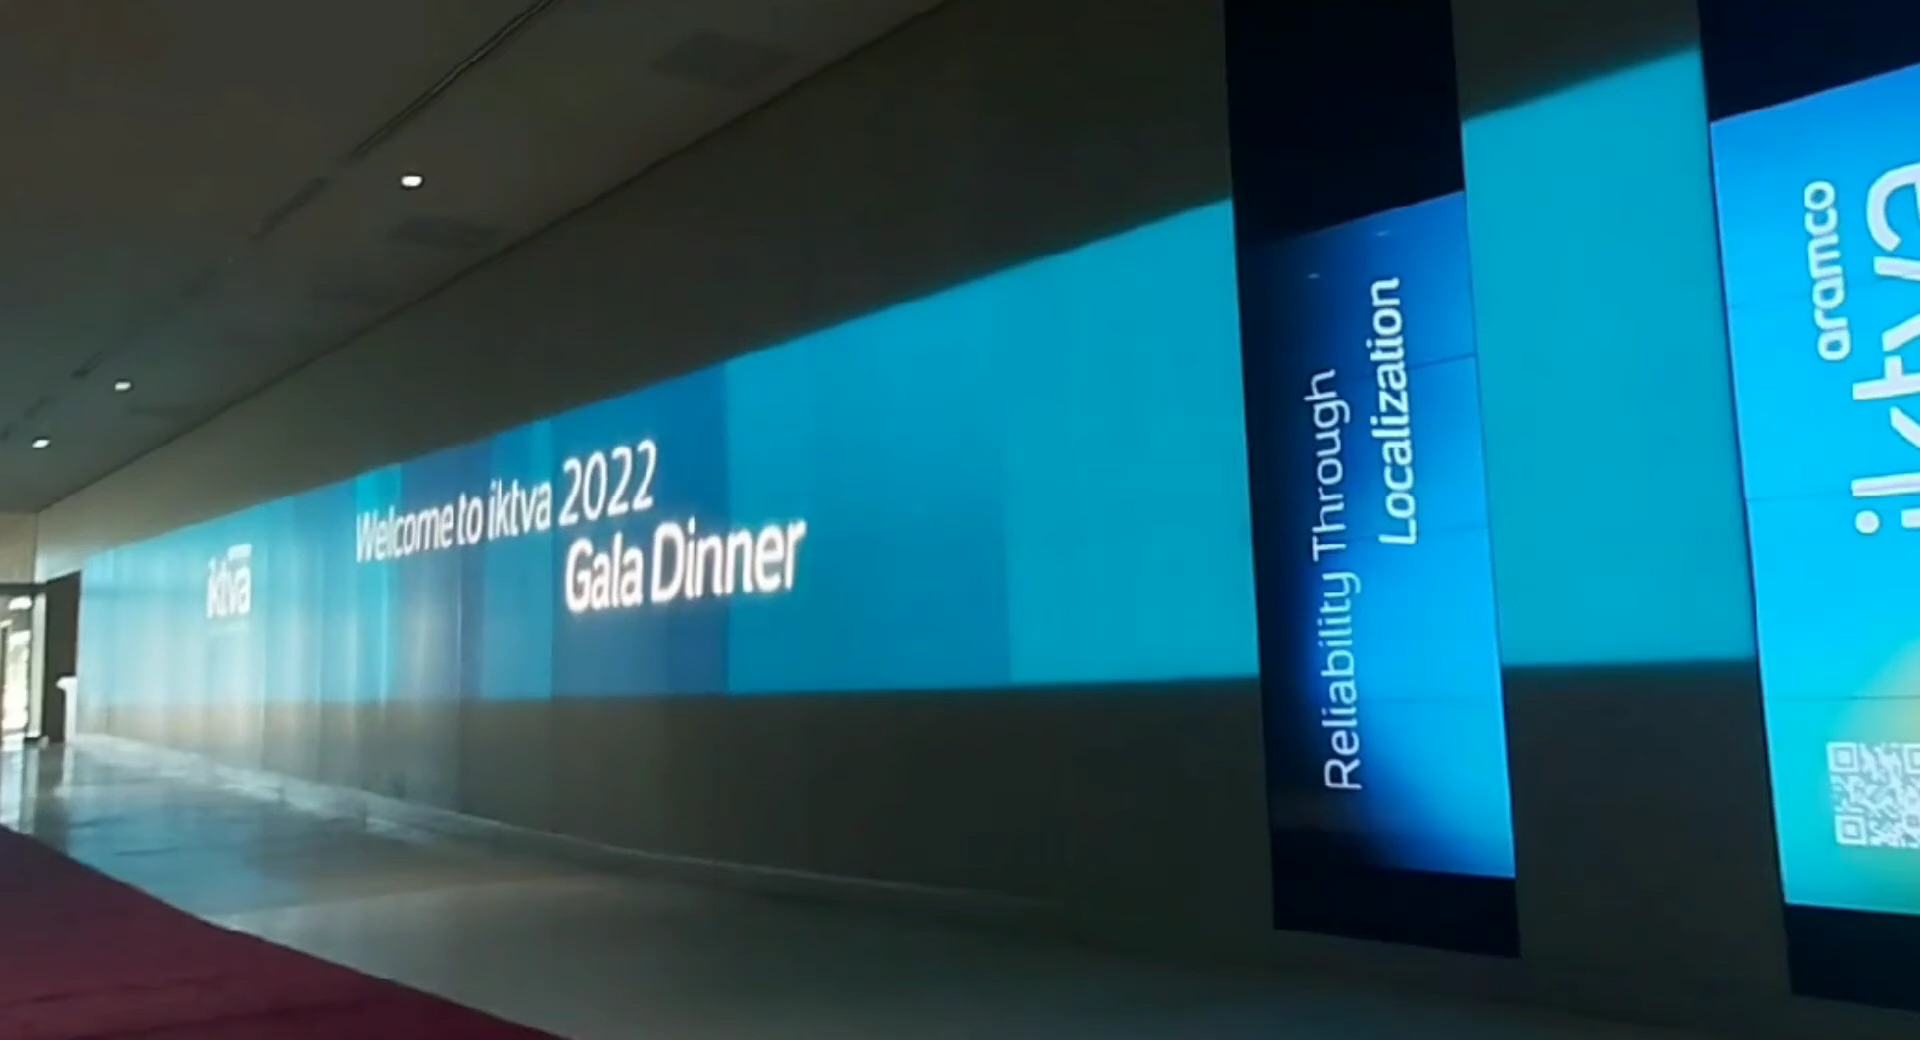 iktva
Welcome to iktva 2022
Gala Dinner
Reliability Through
Localization
aramco
iktva